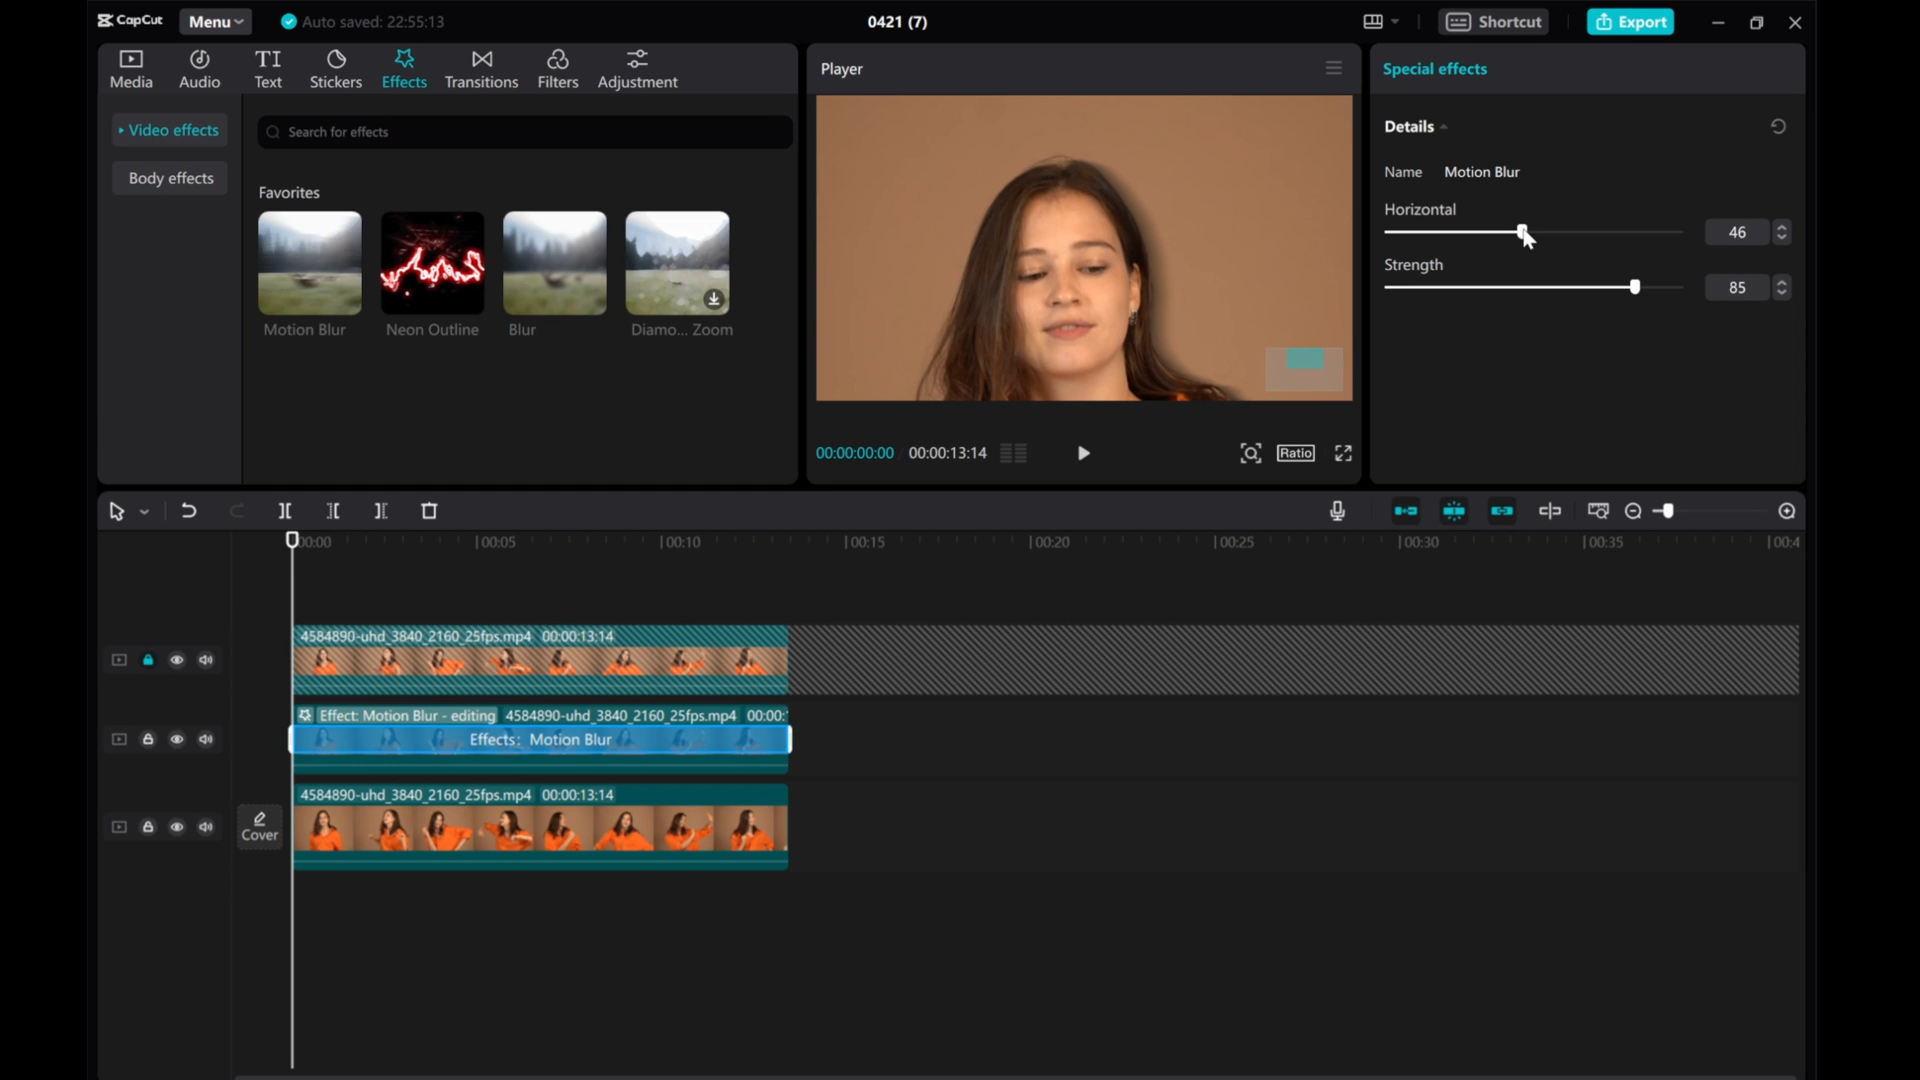 CapCut
Menu
Auto saved: 22:55:13
0421 (7)
Shortcut
Export
Media
Audio
TI
Text
Stickers
Effects
Transitions
Filters
Adjustment
Player
Special effects
Video effects
Body effects
Search for effects
Favorites
Motion Blur
Neon Outline
Blur
Diamo... Zoom
Details
Name Motion Blur
Horizontal
46
Strength
85
00:00:00:00 00:00:13:14
Ratio
00:00 00:05 00:10 00:15 00:20 00:25 00:30 00:35 00:4
4584890-uhd_3840_2160_25fps.mp4 00:00:13:14
Effect: Motion Blur - editing 4584890-uhd_3840_2160_25fps.mp4 00:00:
Effects: Motion Blur
4584890-uhd_3840_2160_25fps.mp4 00:00:13:14
Cover